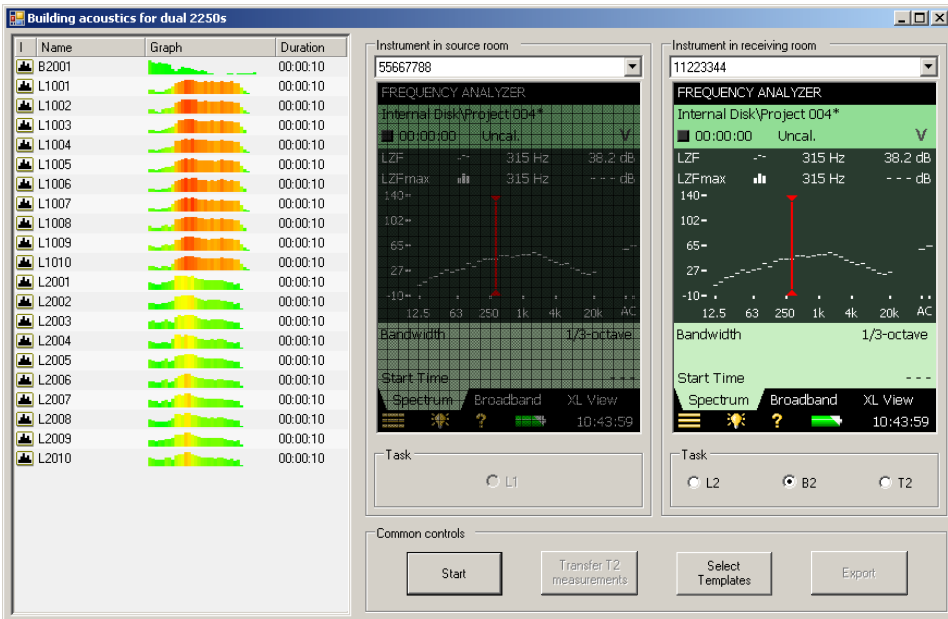 Building acoustics for dual 2250s
I Name Graph Duration
B2001 00:00:10
L1001 00:00:10
L1002 00:00:10
L1003 00:00:10
L1004 00:00:10
L1005 00:00:10
L1006 00:00:10
L1007 00:00:10
L1008 00:00:10
L1009 00:00:10
L1010 00:00:10
L2001 00:00:10
L2002 00:00:10
L2003 00:00:10
L2004 00:00:10
L2005 00:00:10
L2006 00:00:10
L2007 00:00:10
L2008 00:00:10
L2009 00:00:10
L2010 00:00:10
Instrument in source room
55667788
FREQUENCY ANALYZER
Internal Disk\Project 004*
00:00:00 Uncal. V
LZF 315 Hz 38.2 dB
LZFmax 315 Hz - - - dB
140
102
65
27
-10
12.5 63 250 1k 4k 20k AC
Bandwidth 1/3-octave
Start Time - - -
Spectrum Broadband XL View
? 10:43:59
Task
L1
Instrument in receiving room
11223344
FREQUENCY ANALYZER
Internal Disk\Project 004*
00:00:00 Uncal. V
LZF 315 Hz 38.2 dB
LZFmax 315 Hz - - - dB
140
102
65
27
-10
12.5 63 250 1k 4k 20k AC
Bandwidth 1/3-octave
Start Time - - -
Spectrum Broadband XL View
? 10:43:59
Task
L2 B2 T2
Common controls
Start
Transfer T2
measurements
Select
Templates
Export